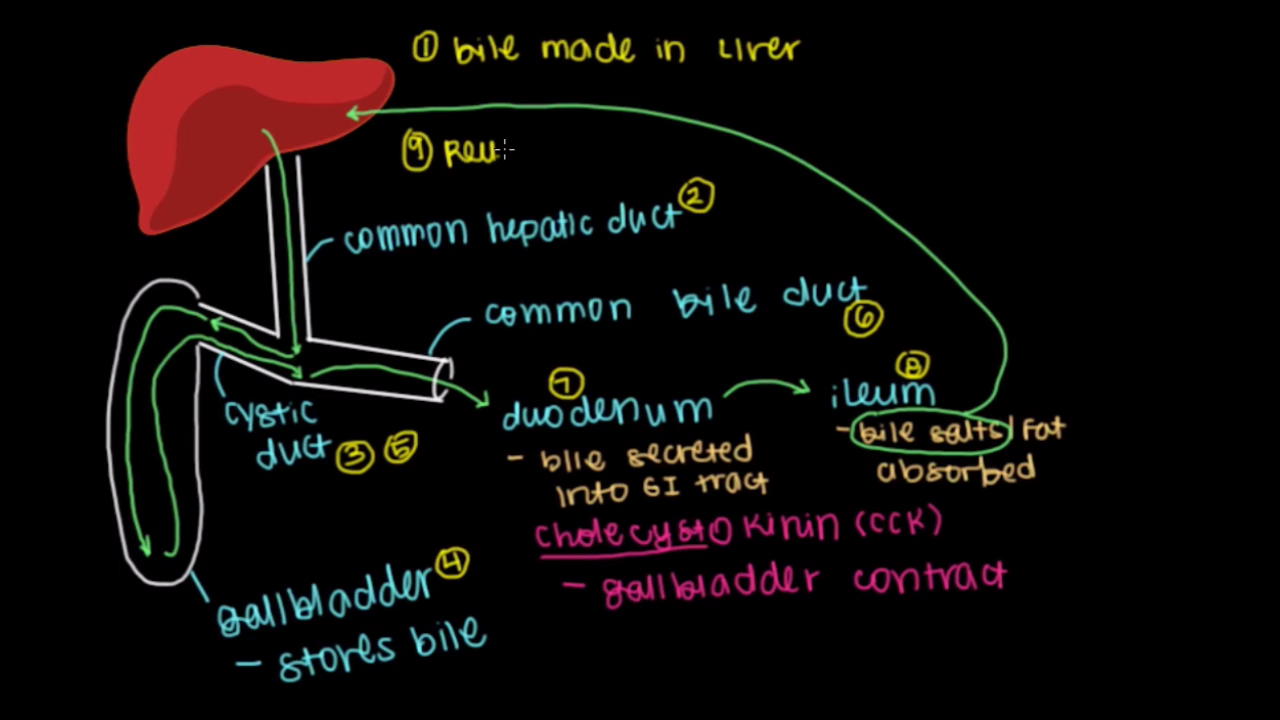 ① bile made in liver
⑨ Reu
common hepatic duct ②
common bile duct
⑥
cystic
duct ③ ⑤
⑦
duodenum
- bile secreted
into GI tract
⑧
ileum
- bile salts/Fat
absorbed
cholecystokinin (CCK)
- gallbladder contract
gallbladder ④
- stores bile